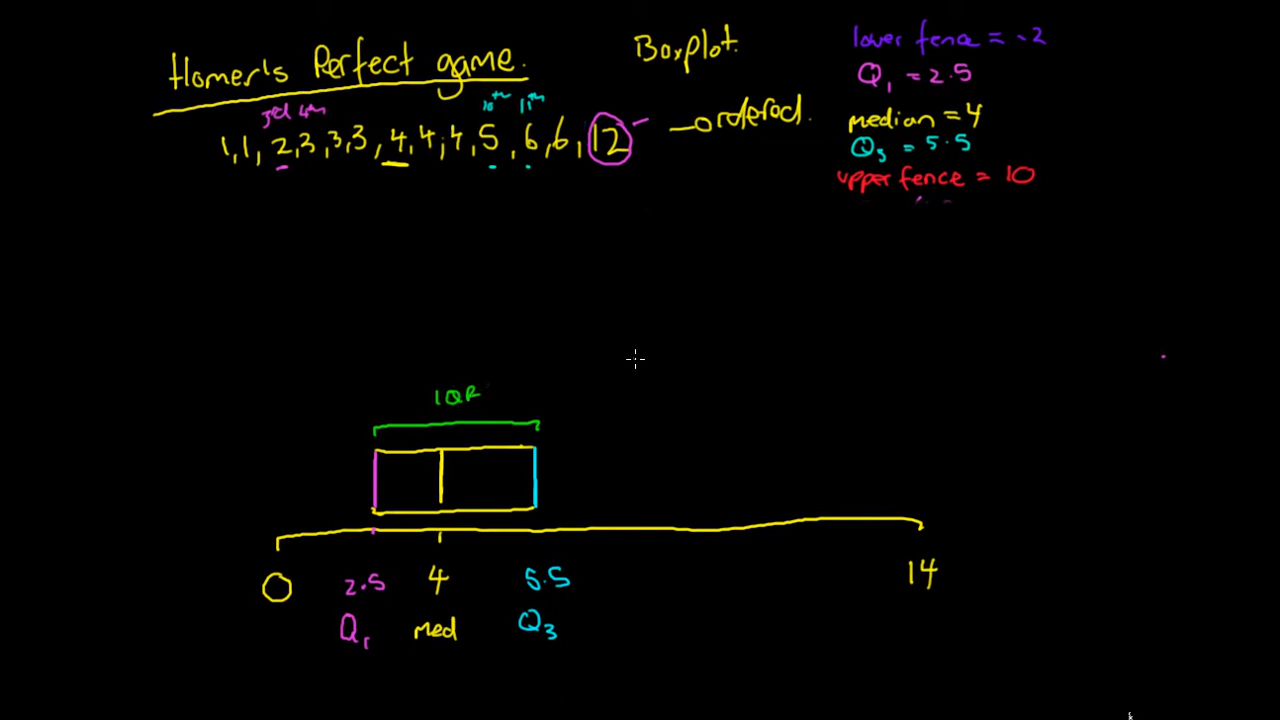 Homer's Perfect game.
Boxplot.
lower fence = -2
Q1 = 2.5
median = 4
Q3 = 5.5
upper fence = 10
3rd 4th
10th 11th
1,1,2,3,3,3,4,4,4,5,6,6,12
ordered.
IQR
0
2.5
4
5.5
14
Q1
med
Q3